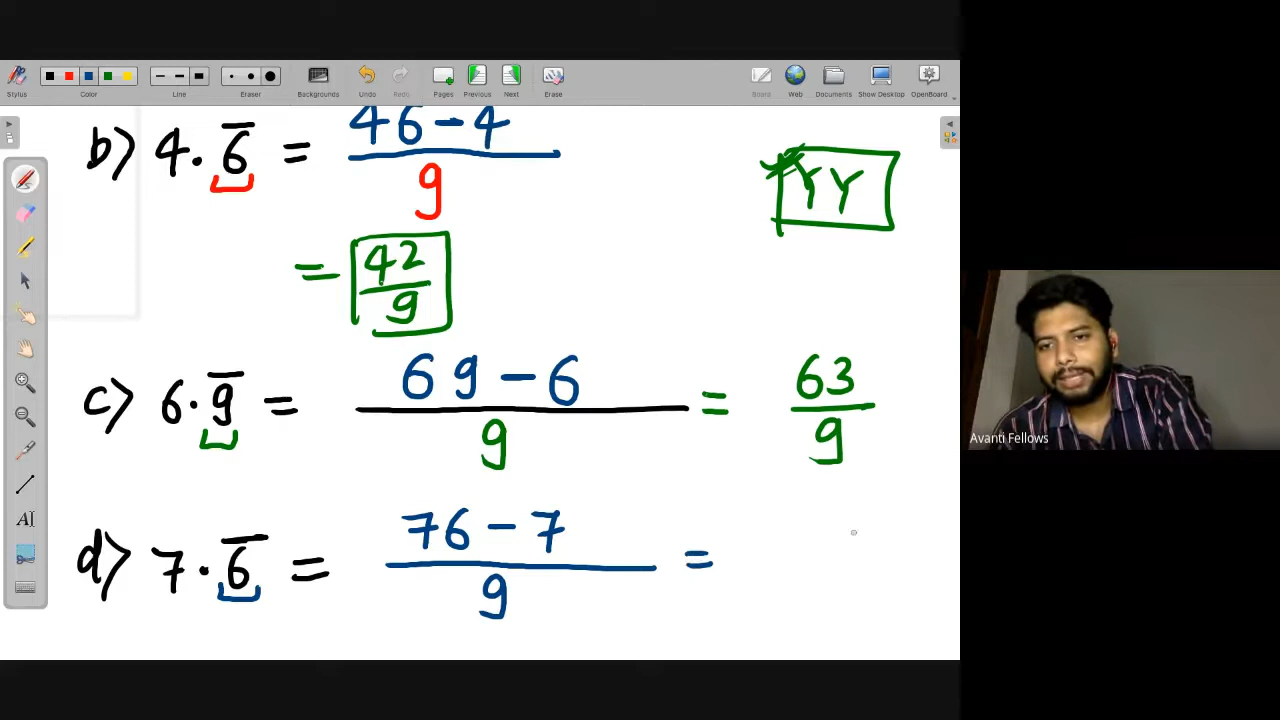 Stylus Color Line Eraser Backgrounds Undo Redo Pages Previous Next Erase Board Web Documents Show Desktop OpenBoard
b) 4.6̅ = 46-4/9
= 42/9
YY
c) 6.9̅ = 69-6/9 = 63/9
d) 7.6̅ = 76-7/9 =
Avanti Fellows